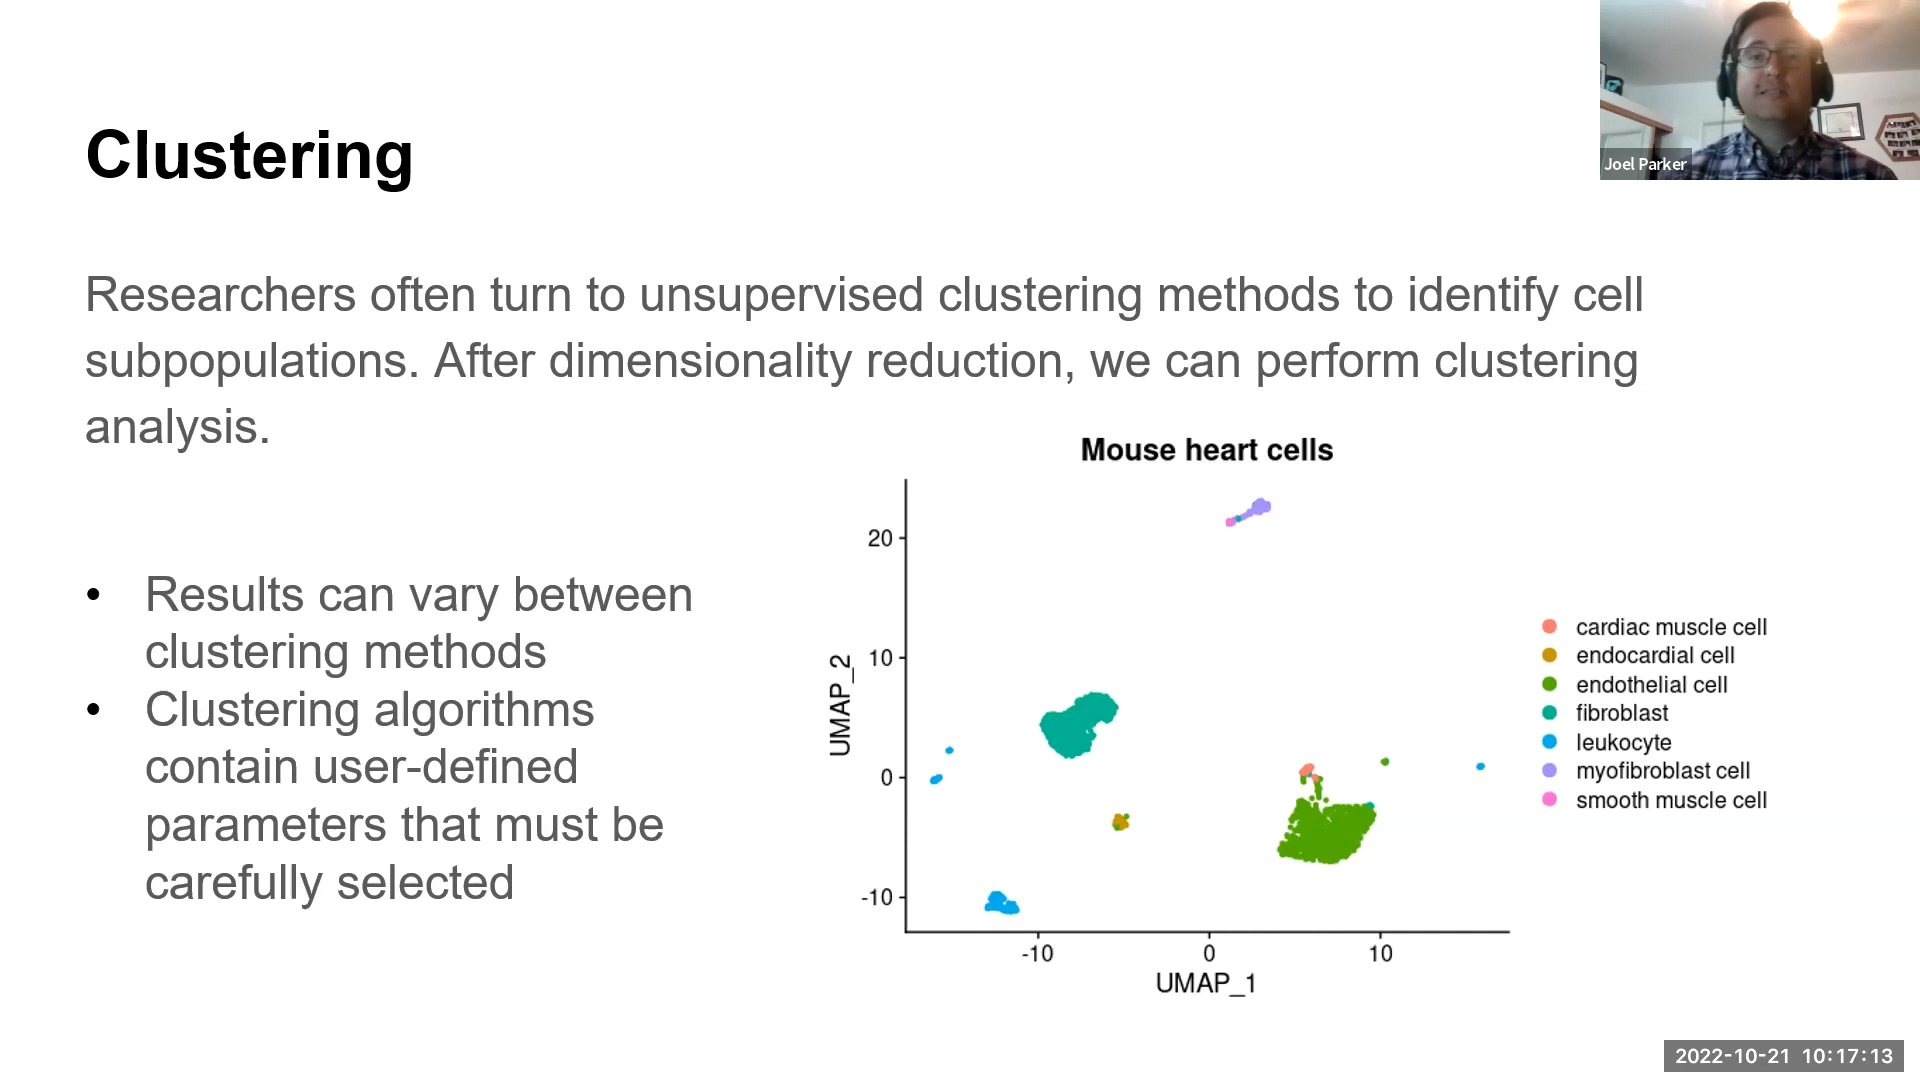 Joel Parker
Clustering
Researchers often turn to unsupervised clustering methods to identify cell
subpopulations. After dimensionality reduction, we can perform clustering
analysis.
• Results can vary between
clustering methods
• Clustering algorithms
contain user-defined
parameters that must be
carefully selected
Mouse heart cells
20
10
0
-10
UMAP_2
-10 0 10
UMAP_1
cardiac muscle cell
endocardial cell
endothelial cell
fibroblast
leukocyte
myofibroblast cell
smooth muscle cell
2022-10-21 10:17:13